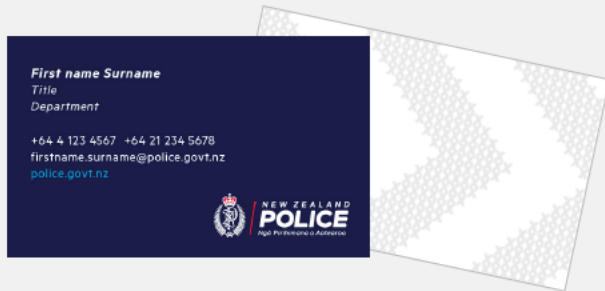 First name Surname
Title
Department
+64 4 123 4567 +64 21 234 5678
firstname.surname@police.govt.nz
police.govt.nz
NEW ZEALAND
POLICE
Ngā Pirihimana o Aotearoa